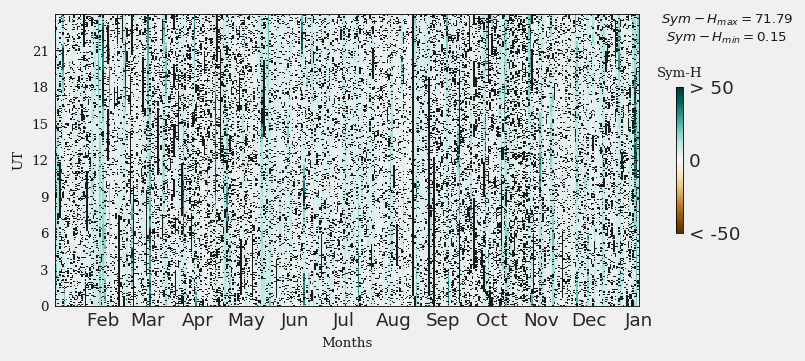 Sym − H_max = 71.79
Sym − H_min = 0.15
Sym-H
> 50
0
< -50
UT
21
18
15
12
9
6
3
0
Feb Mar Apr May Jun Jul Aug Sep Oct Nov Dec Jan
Months